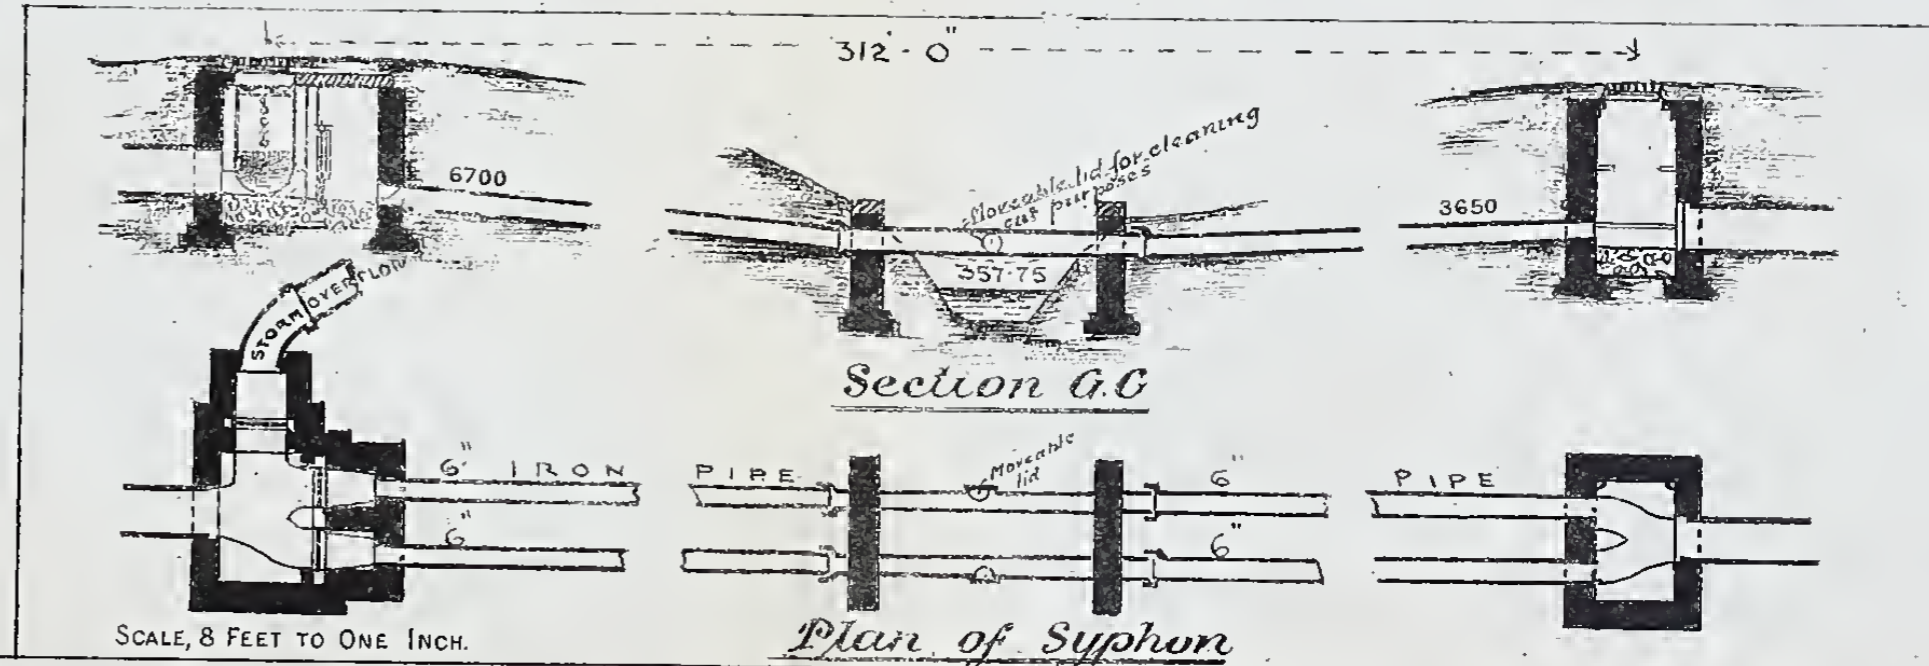 312'-0"
6700
Moveable lid for cleaning
out purposes
3650
357·75
STORM OVERFLOW
Section G.G
6" IRON PIPE 6" PIPE
Moveable
lid
6" 6"
SCALE, 8 FEET TO ONE INCH.
Plan of Syphon